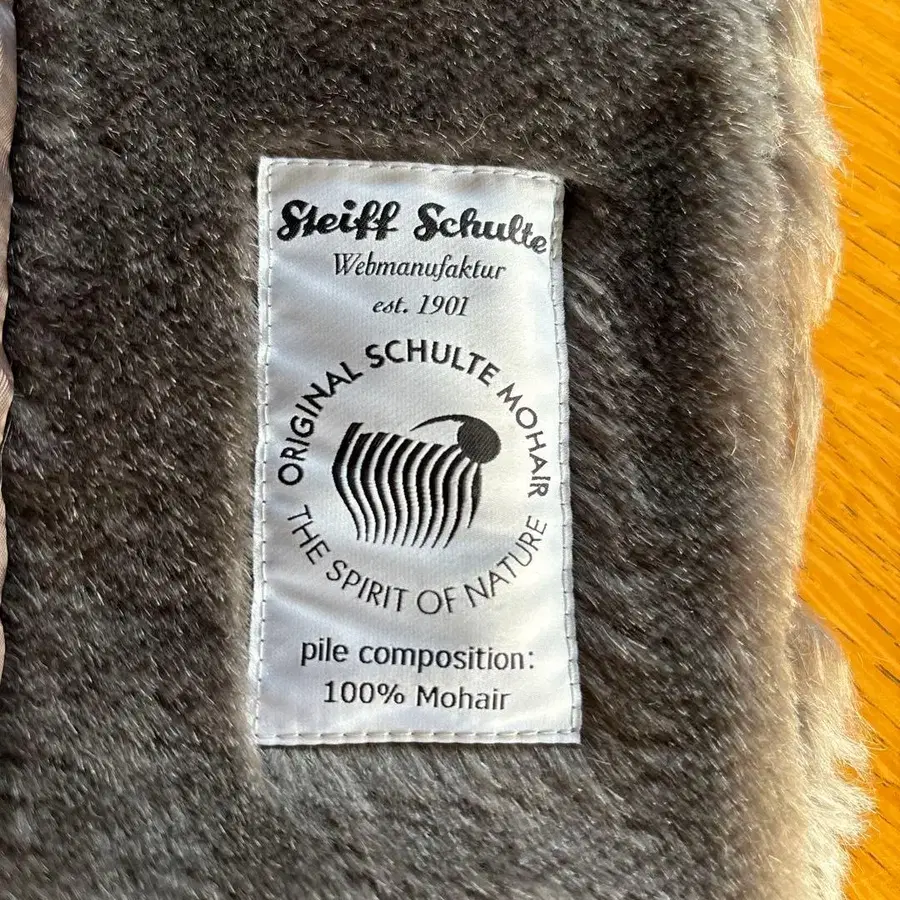 Steiff Schulte
Webmanufaktur
est. 1901
ORIGINAL SCHULTE MOHAIR
THE SPIRIT OF NATURE
pile composition:
100% Mohair